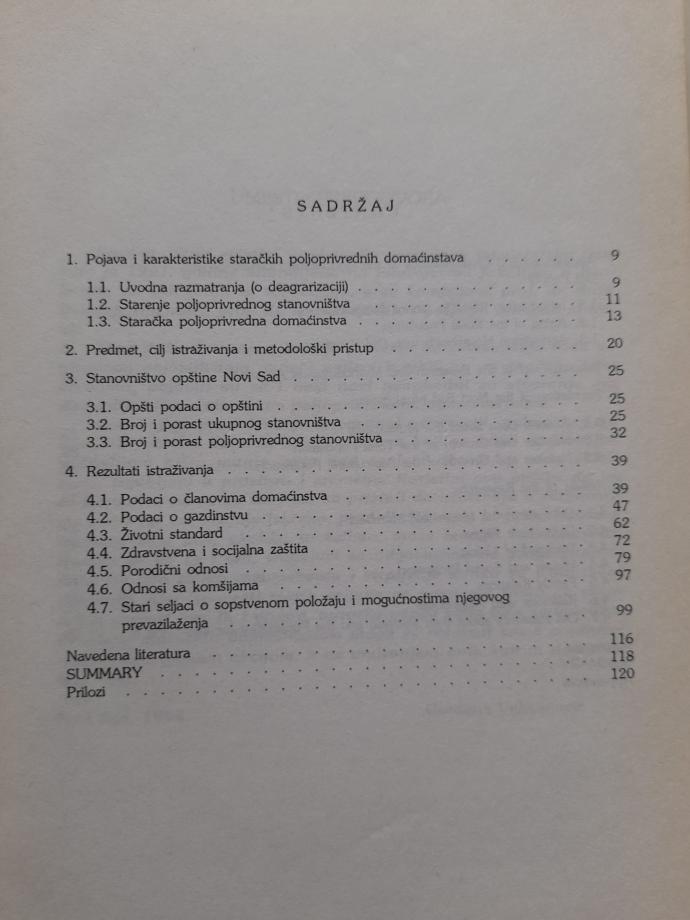 SADRŽAJ
1. Pojava i karakteristike staračkih poljoprivrednih domaćinstava . . . . . . 9
1.1. Uvodna razmatranja (o deagrarizaciji) . . . . . . . . . . . . . 9
1.2. Starenje poljoprivrednog stanovništva . . . . . . . . . . . . 11
1.3. Staračka poljoprivredna domaćinstva . . . . . . . . . . . . . 13
2. Predmet, cilj istraživanja i metodološki pristup . . . . . . . . . . . 20
3. Stanovništvo opštine Novi Sad . . . . . . . . . . . . . . . . 25
3.1. Opšti podaci o opštini . . . . . . . . . . . . . . . . . 25
3.2. Broj i porast ukupnog stanovništva . . . . . . . . . . . . . 25
3.3. Broj i porast poljoprivrednog stanovništva . . . . . . . . . . . 32
4. Rezultati istraživanja . . . . . . . . . . . . . . . . . . . . 39
4.1. Podaci o članovima domaćinstva . . . . . . . . . . . . . . 39
4.2. Podaci o gazdinstvu . . . . . . . . . . . . . . . . . . 47
4.3. Životni standard . . . . . . . . . . . . . . . . . . . 62
4.4. Zdravstvena i socijalna zaštita . . . . . . . . . . . . . . 72
4.5. Porodični odnosi . . . . . . . . . . . . . . . . . . . 79
4.6. Odnosi sa komšijama . . . . . . . . . . . . . . . . . 97
4.7. Stari seljaci o sopstvenom položaju i mogućnostima njegovog
prevazilaženja . . . . . . . . . . . . . . . . . . . 99
Navedena literatura . . . . . . . . . . . . . . . . . . . . 116
SUMMARY . . . . . . . . . . . . . . . . . . . . . . 118
Prilozi . . . . . . . . . . . . . . . . . . . . . . . . 120